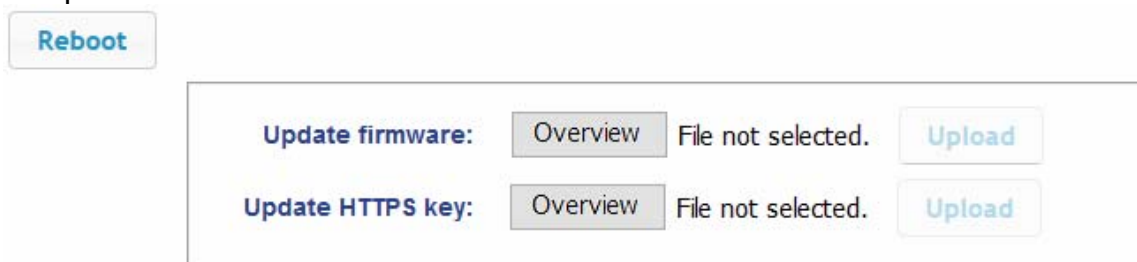 Reboot
Update firmware: Overview File not selected. Upload
Update HTTPS key: Overview File not selected. Upload